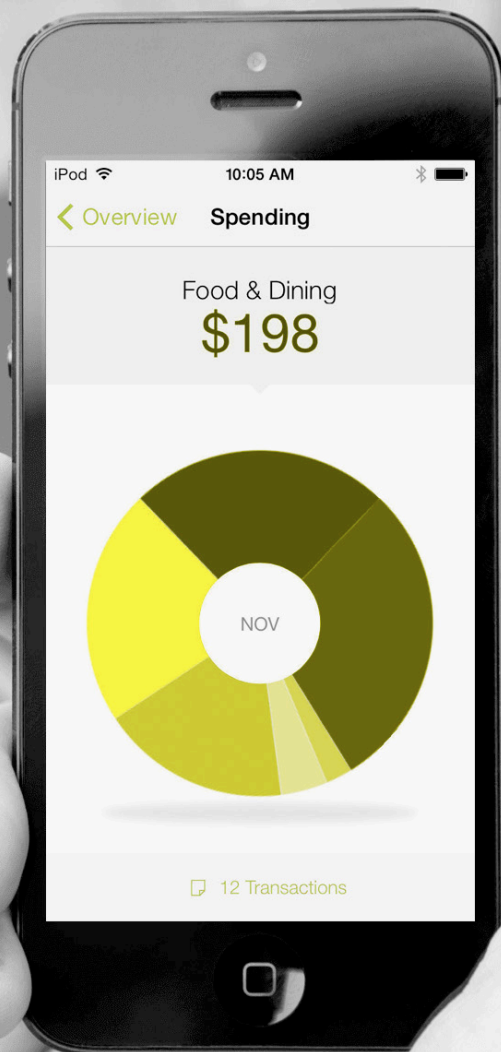 iPod 10:05 AM
Overview Spending
Food & Dining
$198
NOV
12 Transactions